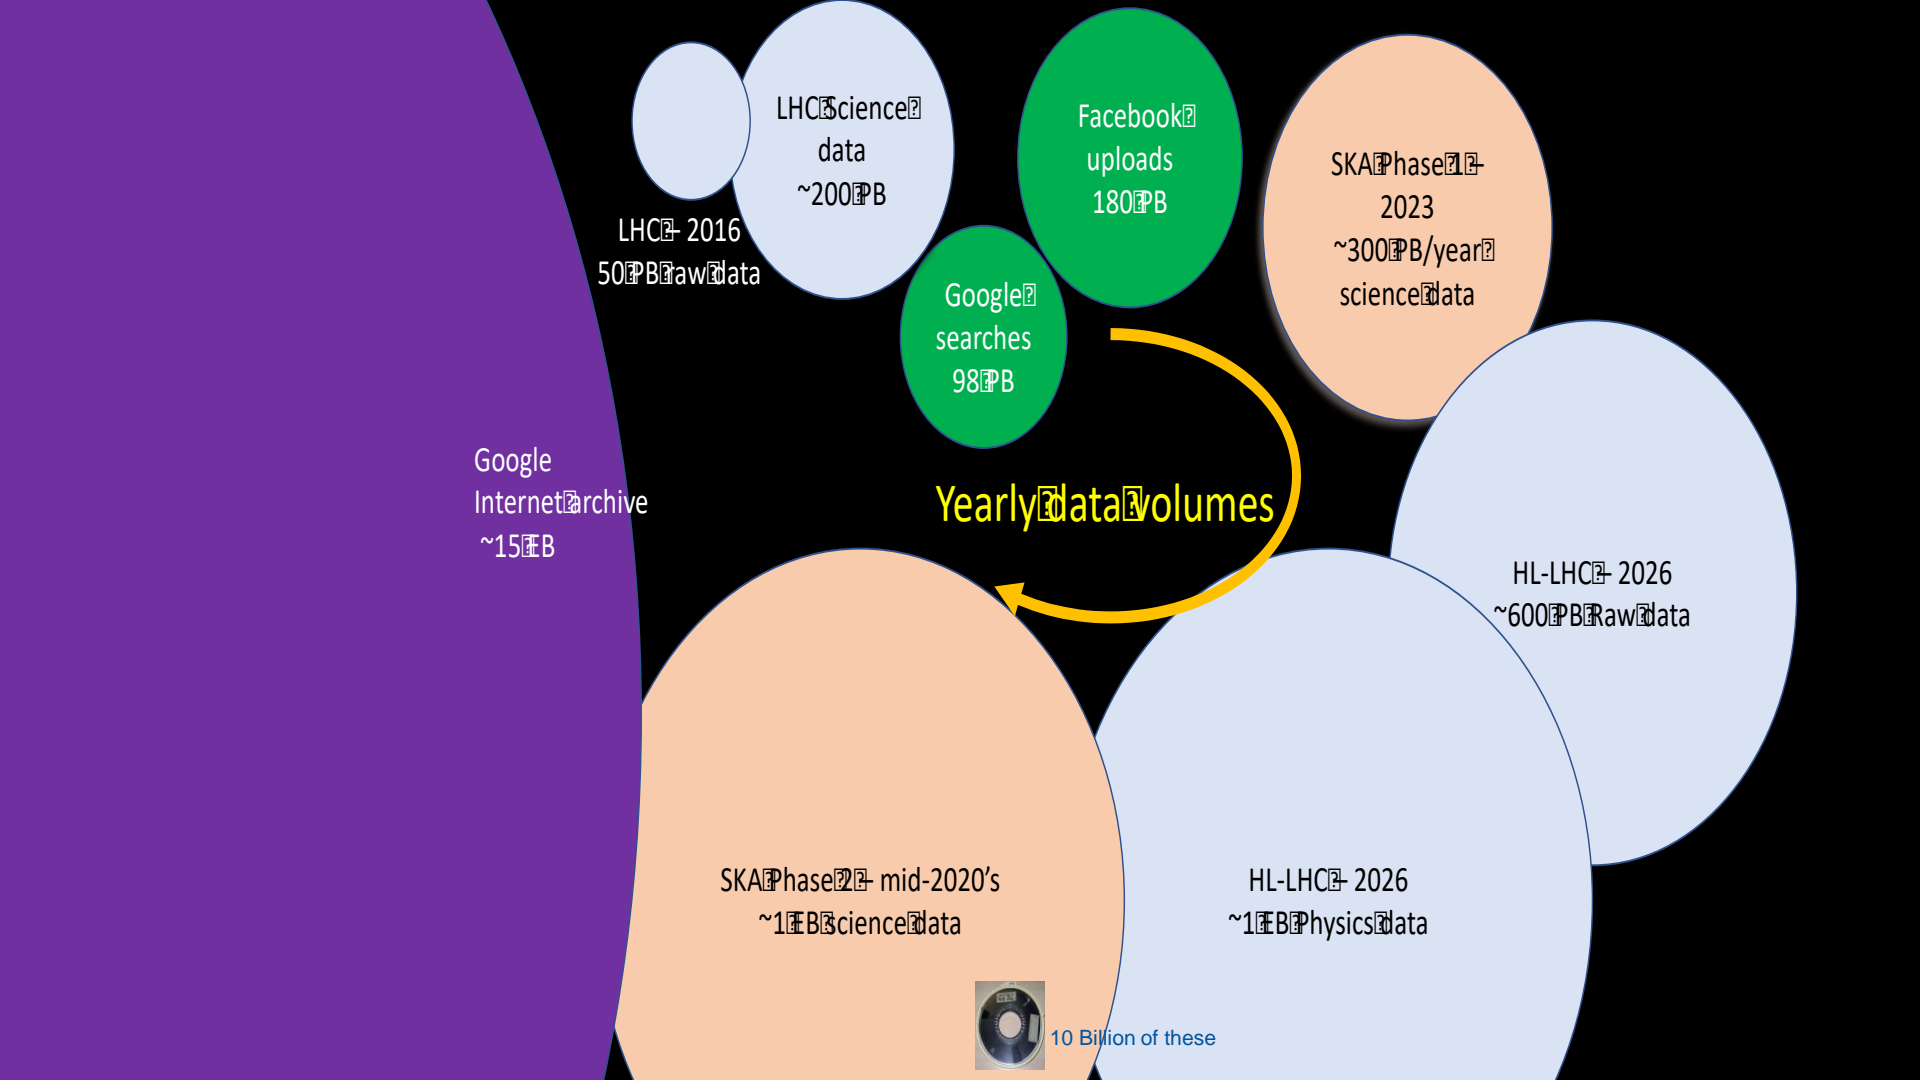 LHC Science
data
~200 PB
Facebook
uploads
180 PB
SKA Phase 1 –
2023
~300 PB/year
science data
LHC – 2016
50 PB raw data
Google
searches
98 PB
Google
Internet archive
~15 EB
Yearly data volumes
HL-LHC – 2026
~600 PB Raw data
SKA Phase 2 – mid-2020’s
~1 EB science data
HL-LHC – 2026
~1 EB Physics data
10 Billion of these